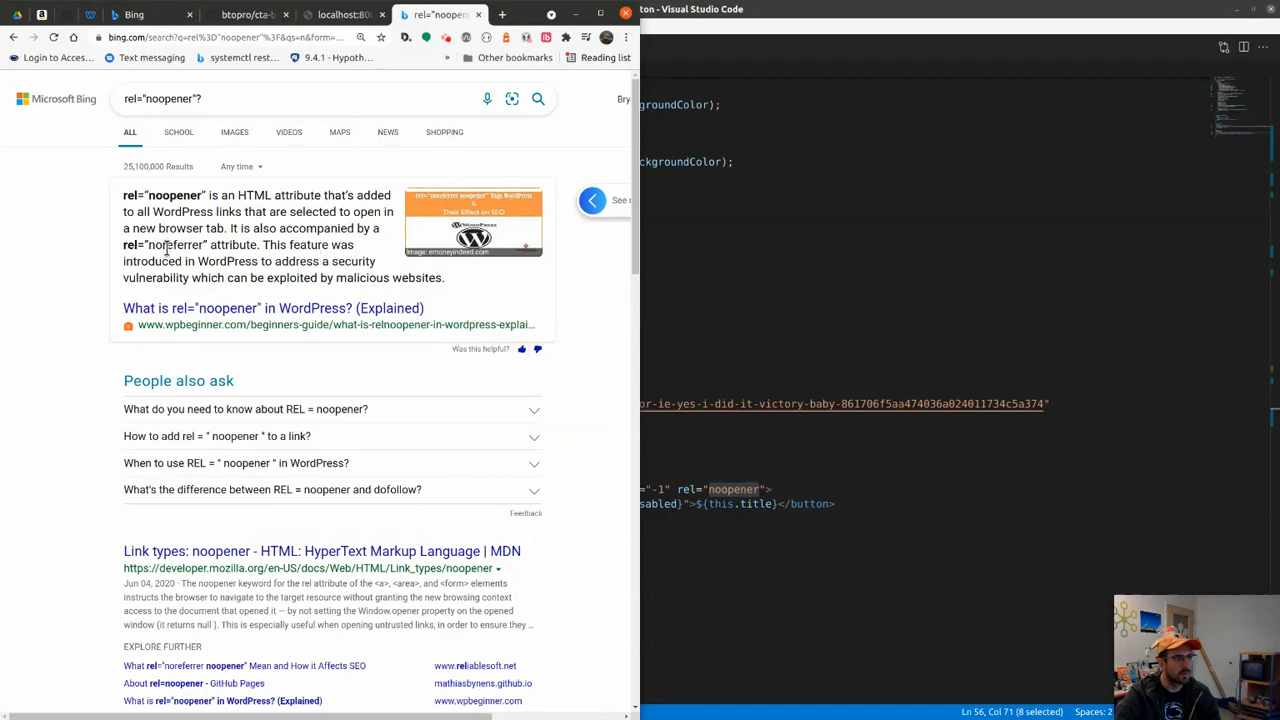 Bing
btopro/cta-b
localhost:808
rel="noopen
bing.com/search?q=rel%3D"noopener"%3F&qs=n&form=...
Login to Acces...
Text messaging
systemctl rest...
9.4.1 - Hypoth...
»
Other bookmarks
Reading list
Microsoft Bing
rel="noopener"?
Bry
ALL
SCHOOL
IMAGES
VIDEOS
MAPS
NEWS
SHOPPING
25,100,000 Results
Any time
rel="noopener" is an HTML attribute that's added
to all WordPress links that are selected to open in
a new browser tab. It is also accompanied by a
rel="noreferrer" attribute. This feature was
introduced in WordPress to address a security
vulnerability which can be exploited by malicious websites.
rel="noreferrer noopener" Tags WordPress
&
Their Effect on SEO
WORDPRESS
Image: emoneyindeed.com
See
What is rel="noopener" in WordPress? (Explained)
www.wpbeginner.com/beginners-guide/what-is-relnoopener-in-wordpress-explai...
Was this helpful?
People also ask
What do you need to know about REL = noopener?
How to add rel = " noopener " to a link?
When to use REL = " noopener " in WordPress?
What's the difference between REL = noopener and dofollow?
Feedback
Link types: noopener - HTML: HyperText Markup Language | MDN
https://developer.mozilla.org/en-US/docs/Web/HTML/Link_types/noopener
Jun 04, 2020 · The noopener keyword for the rel attribute of the <a>, <area>, and <form> elements
instructs the browser to navigate to the target resource without granting the new browsing context
access to the document that opened it — by not setting the Window.opener property on the opened
window (it returns null ). This is especially useful when opening untrusted links, in order to ensure they ...
EXPLORE FURTHER
What rel="noreferrer noopener" Mean and How it Affects SEO
www.reliablesoft.net
About rel=noopener - GitHub Pages
mathiasbynens.github.io
What is rel="noopener" in WordPress? (Explained)
www.wpbeginner.com
ton - Visual Studio Code
groundColor);
ckgroundColor);
or-ie-yes-i-did-it-victory-baby-861706f5aa474036a024011734c5a374"
="-1" rel="noopener">
sabled}">${this.title}</button>
Ln 56, Col 71 (8 selected)
Spaces: 2